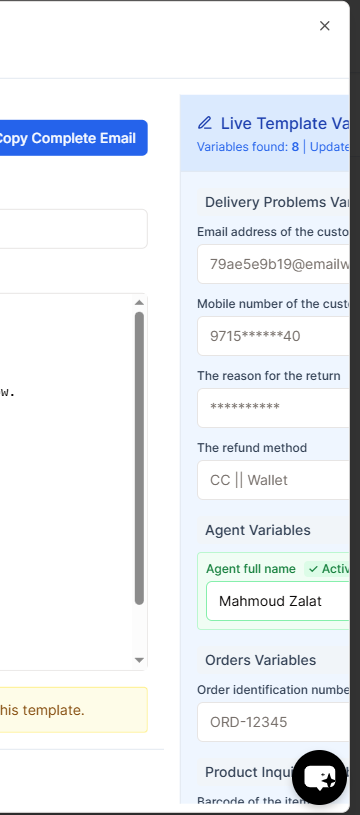 Copy Complete Email
Live Template Va
Variables found: 8 | Update
Delivery Problems Var
Email address of the custo
79ae5e9b19@emailw
Mobile number of the cust
9715******40
The reason for the return
**********
The refund method
CC || Wallet
w.
Agent Variables
Agent full name ✓ Activ
Mahmoud Zalat
Orders Variables
Order identification numbe
his template.
ORD-12345
Product Inqui
Barcode of the item